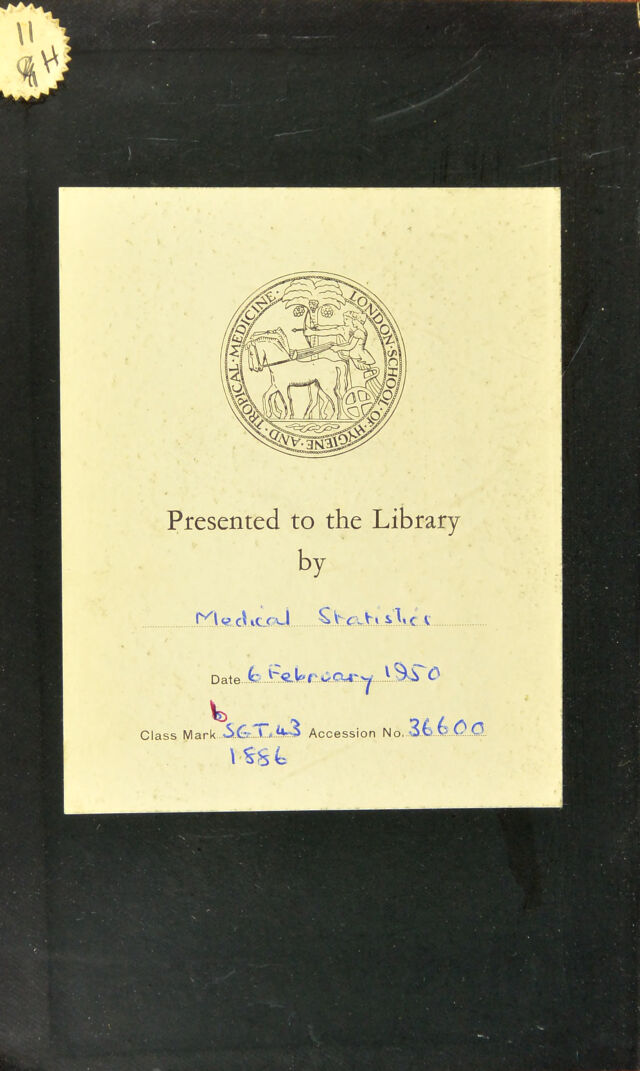 11
H
LONDON·SCHOOL·OF·HYGIENE·AND·TROPICAL·MEDICINE·
Presented to the Library
by
Medical Statistics
Date 6 February 1950
b
Class Mark SGT.43 Accession No. 36600
1886